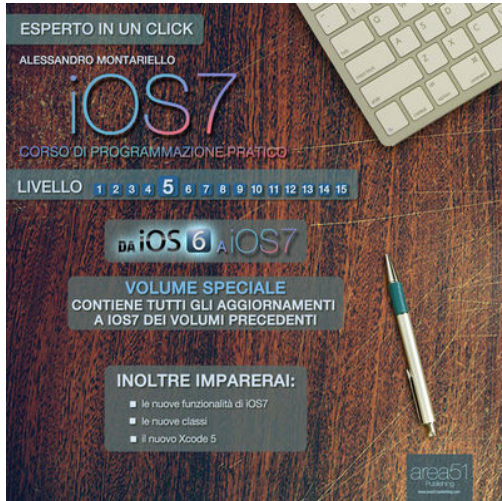 ESPERTO IN UN CLICK
ALESSANDRO MONTARIELLO
iOS7
CORSO DI PROGRAMMAZIONE PRATICO
LIVELLO 1 2 3 4 5 6 7 8 9 10 11 12 13 14 15
DA iOS 6 A iOS7
VOLUME SPECIALE
CONTIENE TUTTI GLI AGGIORNAMENTI
A IOS7 DEI VOLUMI PRECEDENTI
INOLTRE IMPARERAI:
le nuove funzionalità di iOS7
le nuove classi
il nuovo Xcode 5
area51
Publishing